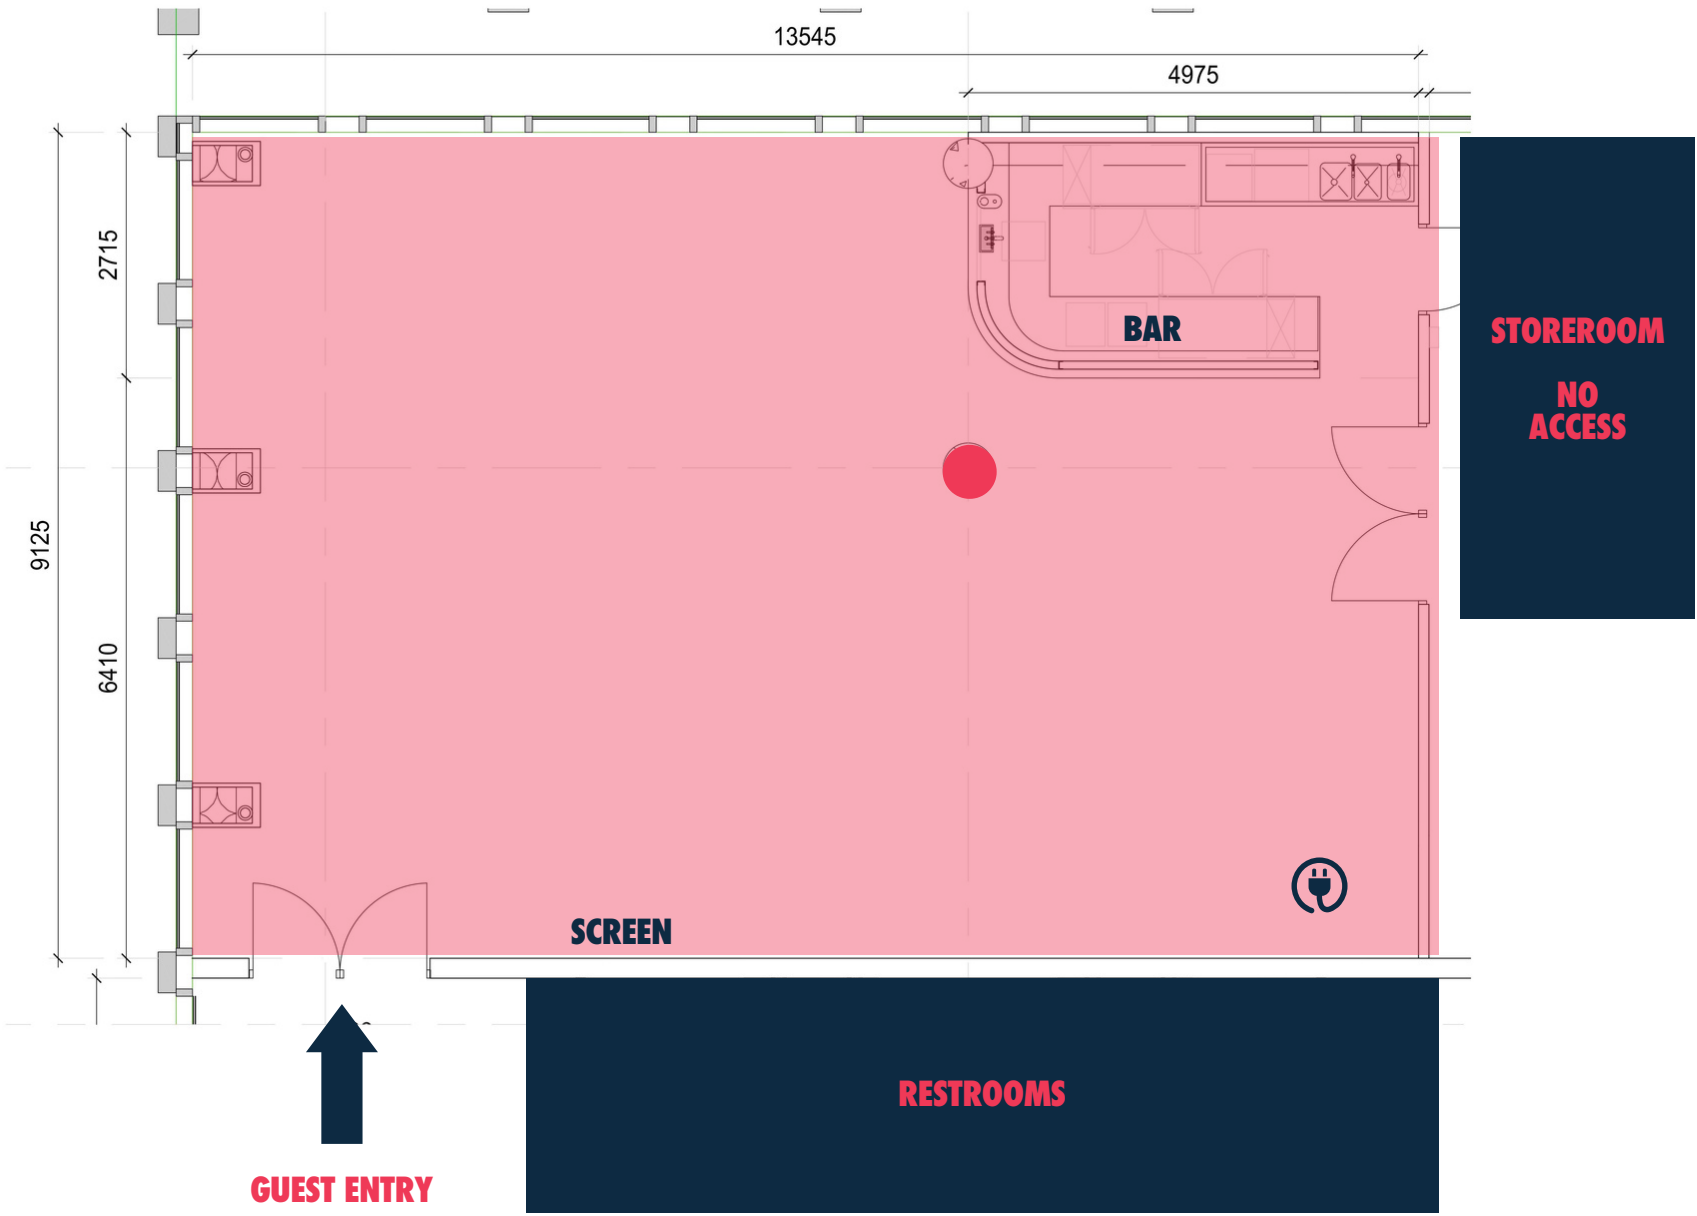 13545
4975
2715
9125
6410
BAR
STOREROOM
NO
ACCESS
SCREEN
RESTROOMS
GUEST ENTRY